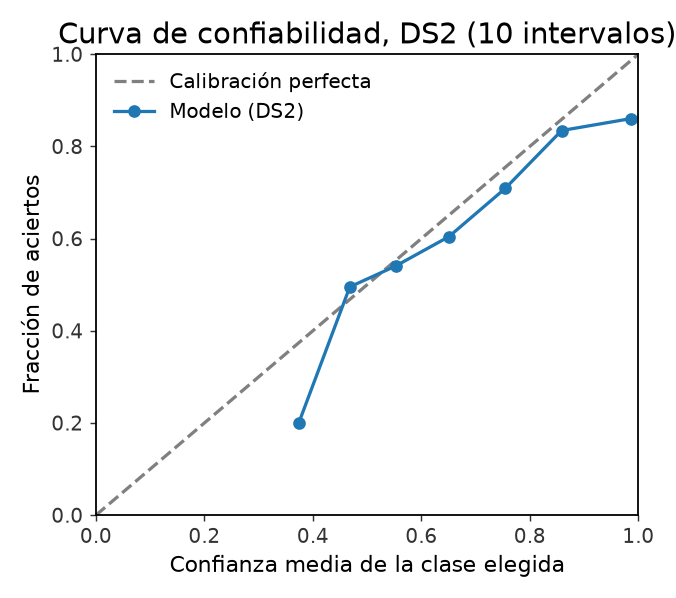 Curva de confiabilidad, DS2 (10 intervalos)
Calibración perfecta
Modelo (DS2)
Fracción de aciertos
1.0
0.8
0.6
0.4
0.2
0.0
0.0 0.2 0.4 0.6 0.8 1.0
Confianza media de la clase elegida